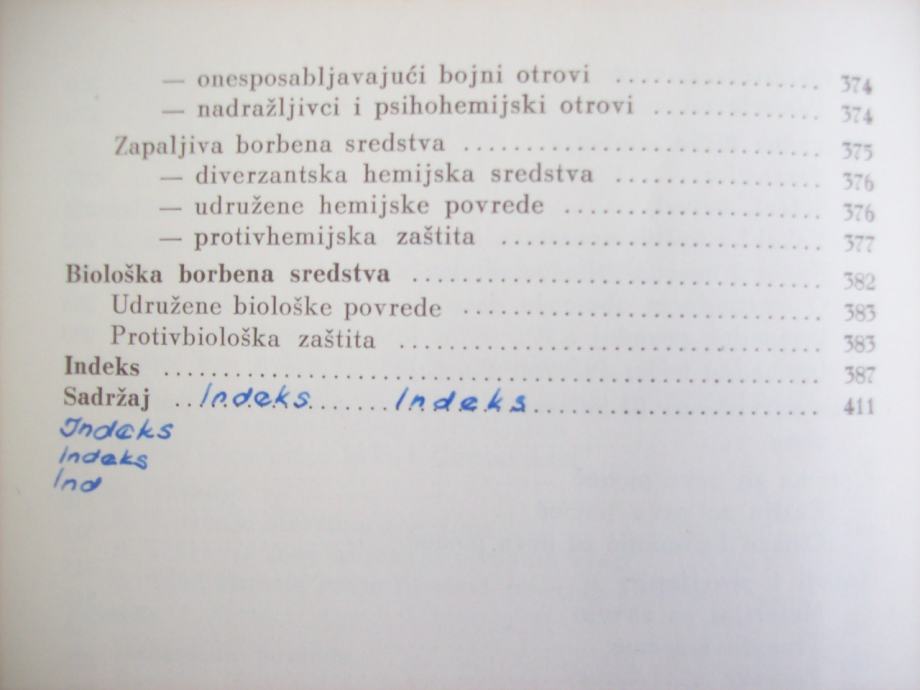 — onesposabljavajući bojni otrovi .................... 374
— nadražljivci i psihohemijski otrovi ................ 374
Zapaljiva borbena sredstva ............................. 375
— diverzantska hemijska sredstva .................... 376
— udružene hemijske povrede ........................ 376
— protivhemijska zaštita .............................. 377
Biološka borbena sredstva .................................. 382
Udružene biološke povrede ............................. 383
Protivbiološka zaštita ................................... 383
Indeks ...................................................... 387
Sadržaj .. Indeks ....... Indeks ......................... 411
Indeks
indeks
Ind